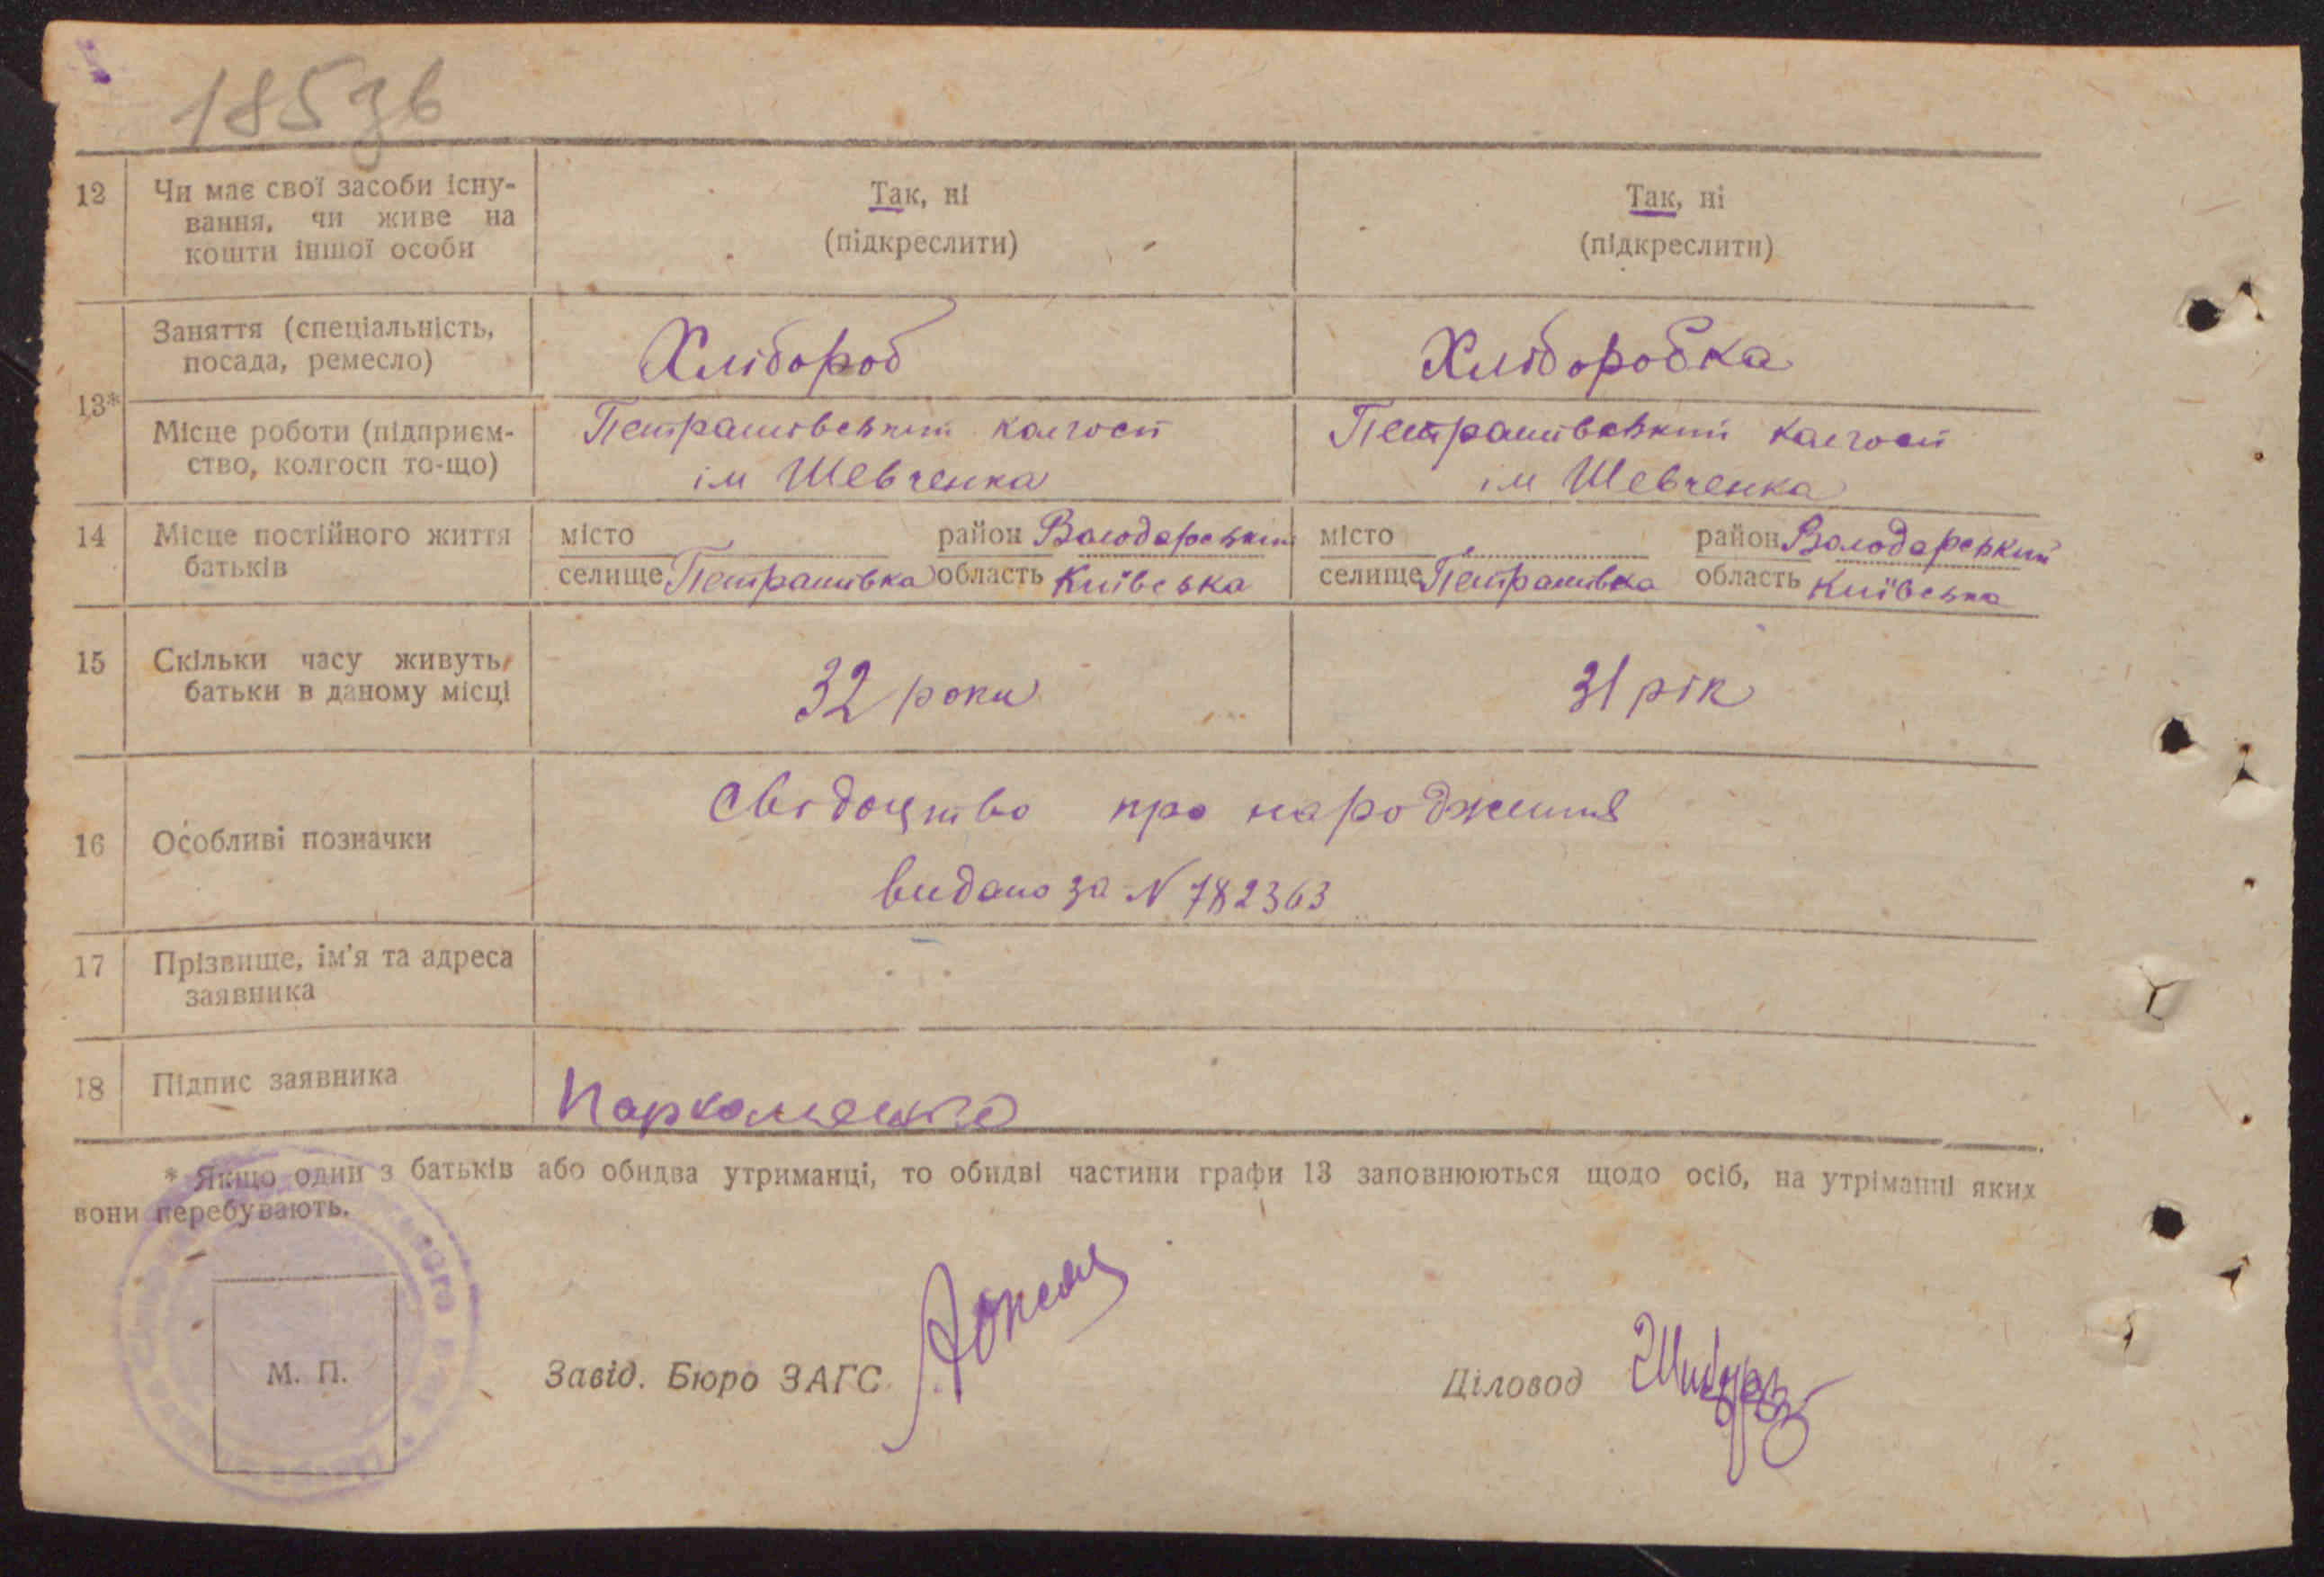 185зв
12 Чи має свої засоби існу- Так, ні Так, ні
вання, чи живе на (підкреслити) (підкреслити)
кошти іншої особи
13* Заняття (спеціальність, Хлібороб Хліборобка
посада, ремесло)
Місце роботи (підприєм- Петрашівський колгосп Петрашівський колгосп
ство, колгосп то-що) ім Шевченка ім Шевченка
14 Місце постійного життя місто район Володарський місто район Володарський
батьків селище Петрашівка область Київська селище Петрашівка область Київська
15 Скільки часу живуть 32 роки 31 рік
батьки в даному місці
16 Особливі позначки Свідоцтво про народження
видано за N 782363
17 Прізвище, ім'я та адреса
заявника
18 Підпис заявника Пархоменко
* Якщо один з батьків або обидва утриманці, то обидві частини графи 13 заповнюються щодо осіб, на утріманні яких
вони перебувають.
М. П. Завід. Бюро ЗАГС Діловод